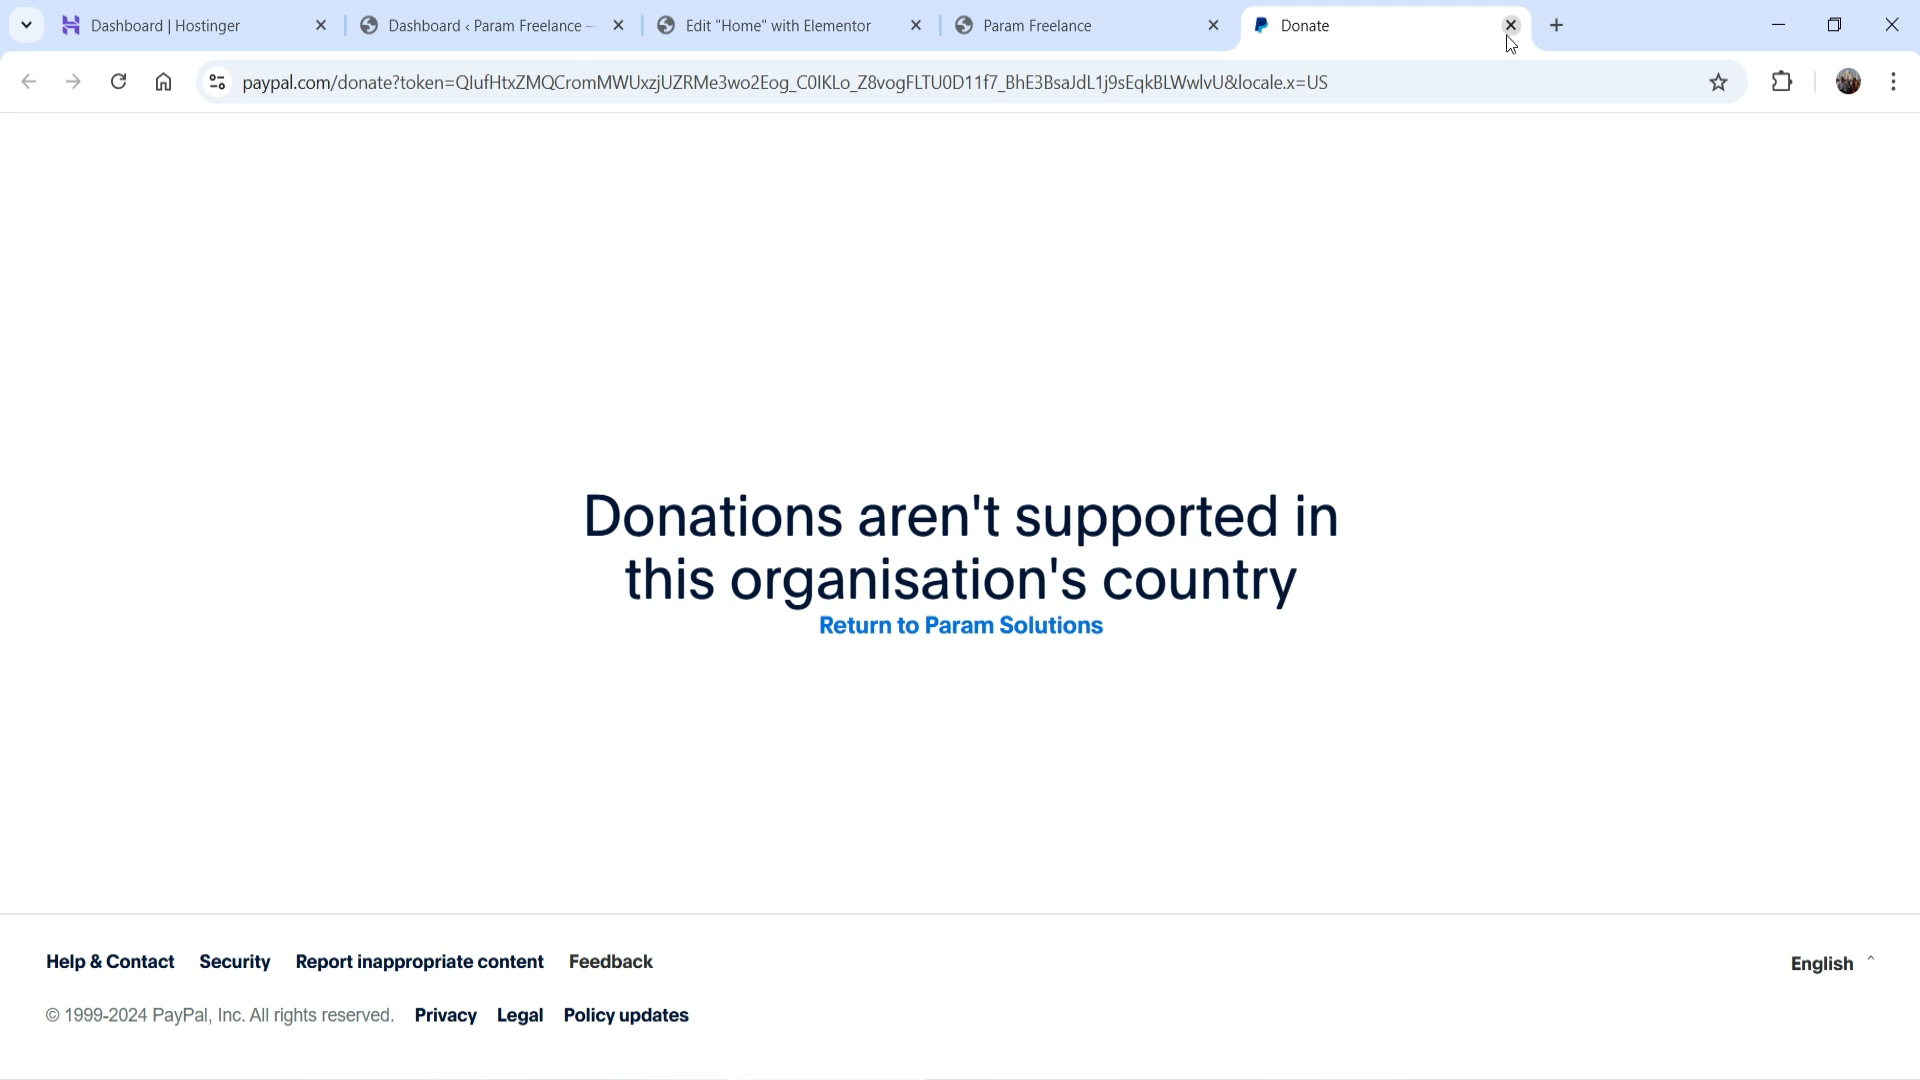 Dashboard | Hostinger
Dashboard ‹ Param Freelance —
Edit "Home" with Elementor
Param Freelance
Donate
paypal.com/donate?token=QlufHtxZMQCromMWUxzjUZRMe3wo2Eog_C0IKLo_Z8vogFLTU0D11f7_BhE3BsaJdL1j9sEqkBLWwlvU&locale.x=US
Donations aren't supported in
this organisation's country
Return to Param Solutions
Help & Contact Security Report inappropriate content Feedback
English
© 1999-2024 PayPal, Inc. All rights reserved. Privacy Legal Policy updates